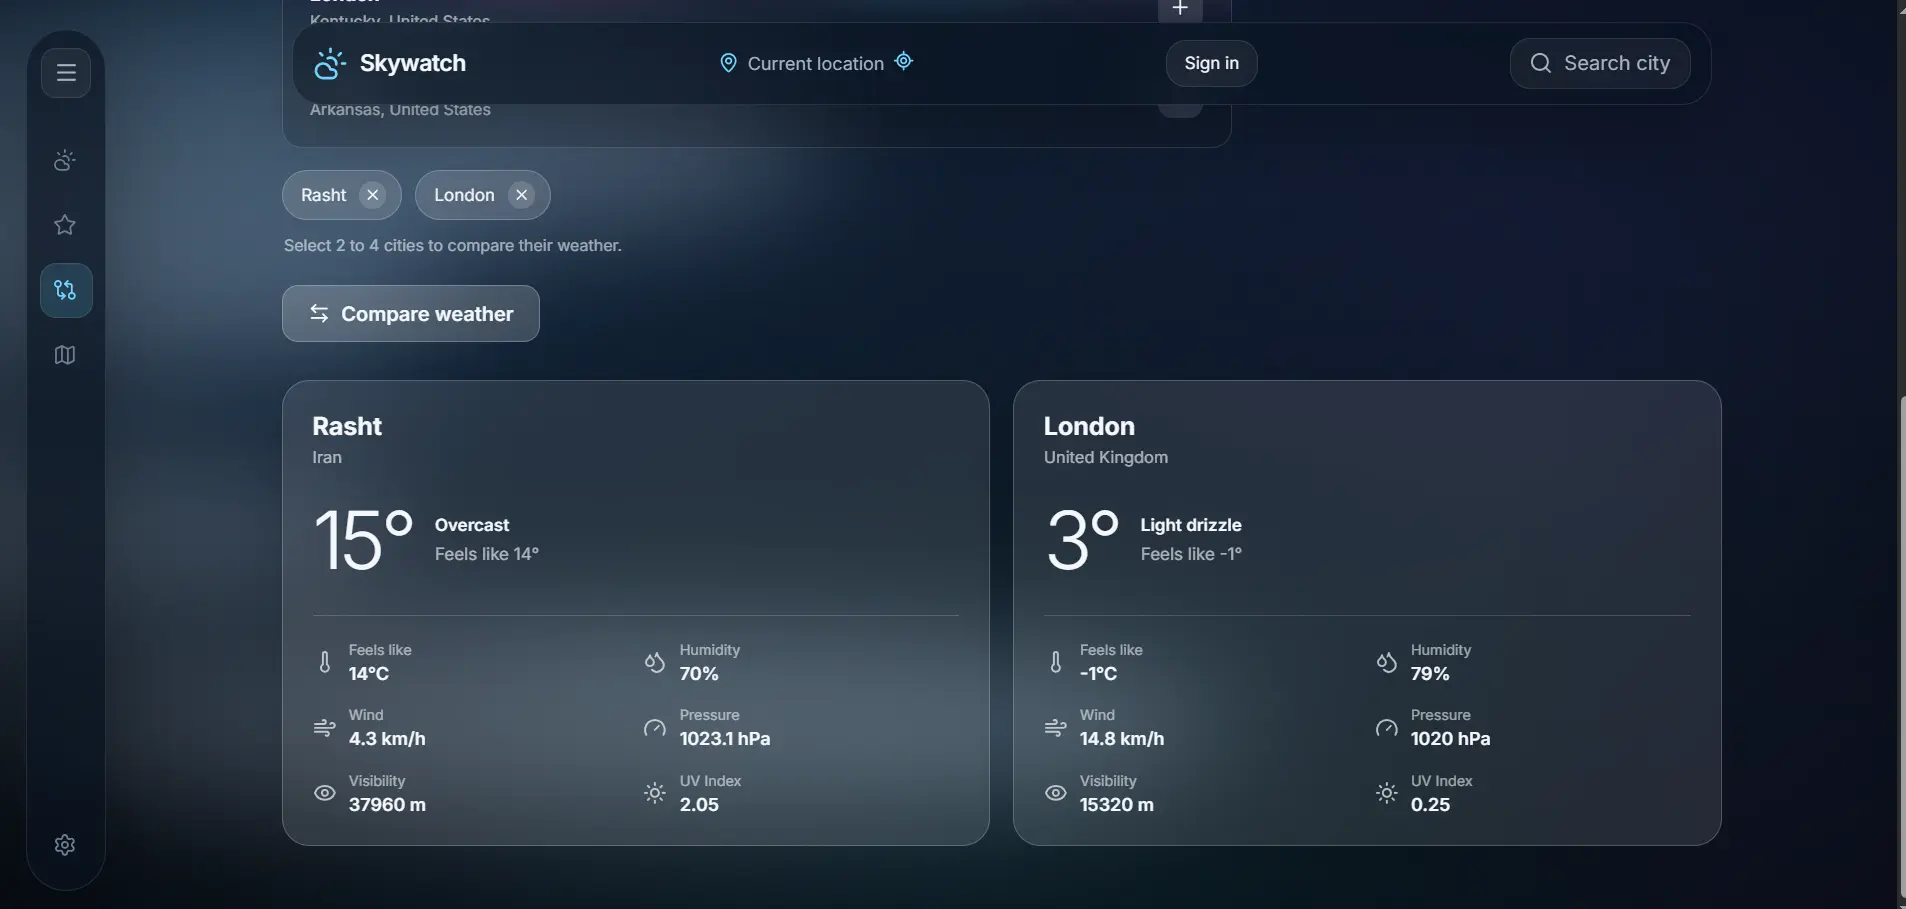 Kentucky, United States
Skywatch
Current location
Sign in
Search city
Arkansas, United States
Rasht
London
Select 2 to 4 cities to compare their weather.
Compare weather
Rasht
Iran
15°
Overcast
Feels like 14°
Feels like
14°C
Humidity
70%
Wind
4.3 km/h
Pressure
1023.1 hPa
Visibility
37960 m
UV Index
2.05
London
United Kingdom
3°
Light drizzle
Feels like -1°
Feels like
-1°C
Humidity
79%
Wind
14.8 km/h
Pressure
1020 hPa
Visibility
15320 m
UV Index
0.25